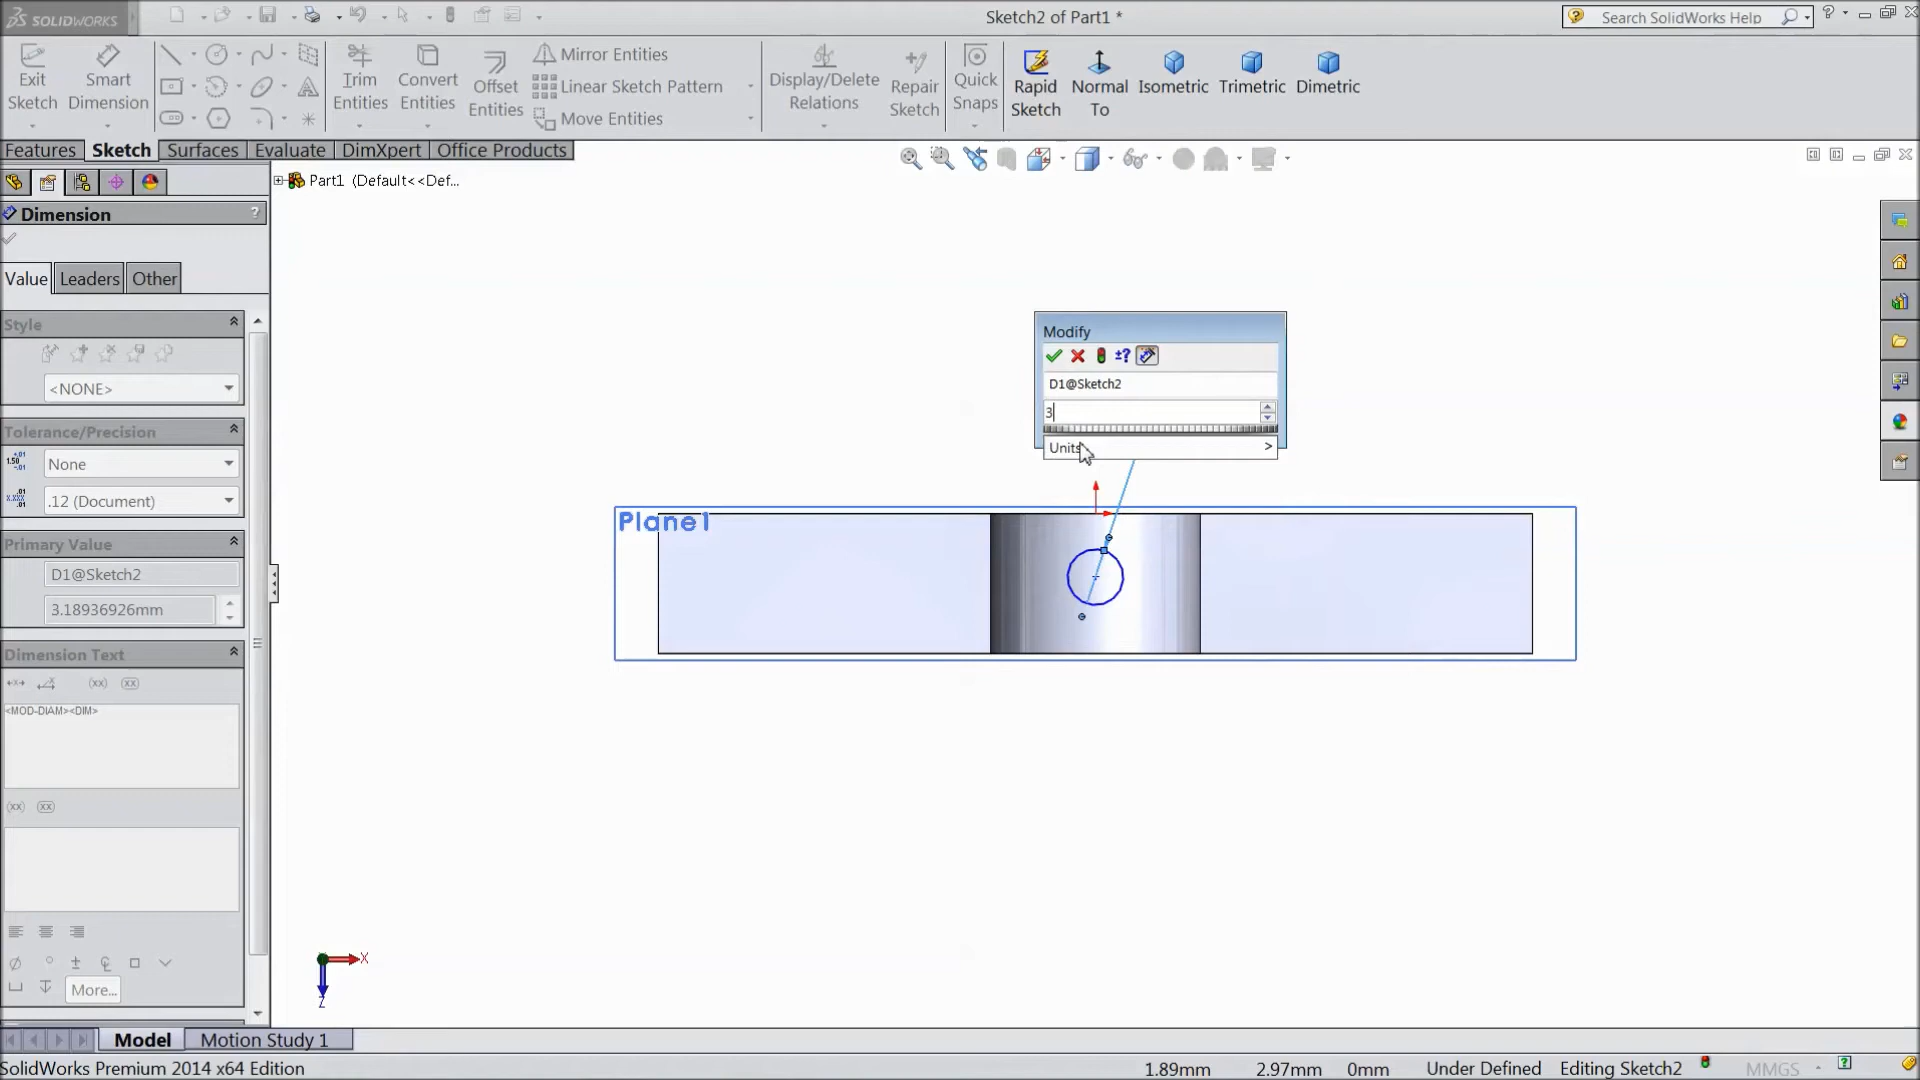 SOLIDWORKS
Sketch2 of Part1 *
Search SolidWorks Help
Exit Sketch
Smart Dimension
Trim Entities
Convert Entities
Offset Entities
Mirror Entities
Linear Sketch Pattern
Move Entities
Display/Delete Relations
Repair Sketch
Quick Snaps
Rapid Sketch
Normal To
Isometric
Trimetric
Dimetric
Features
Sketch
Surfaces
Evaluate
DimXpert
Office Products
Part1 (Default<<Def...
Dimension
?
Value
Leaders
Other
Style
<NONE>
Tolerance/Precision
None
.12 (Document)
Primary Value
D1@Sketch2
3.18936926mm
Dimension Text
<MOD-DIAM><DIM>
More...
Modify
D1@Sketch2
3
Units
>
Plane1
X
Z
Model
Motion Study 1
SolidWorks Premium 2014 x64 Edition
1.89mm
2.97mm
0mm
Under Defined
Editing Sketch2
MMGS